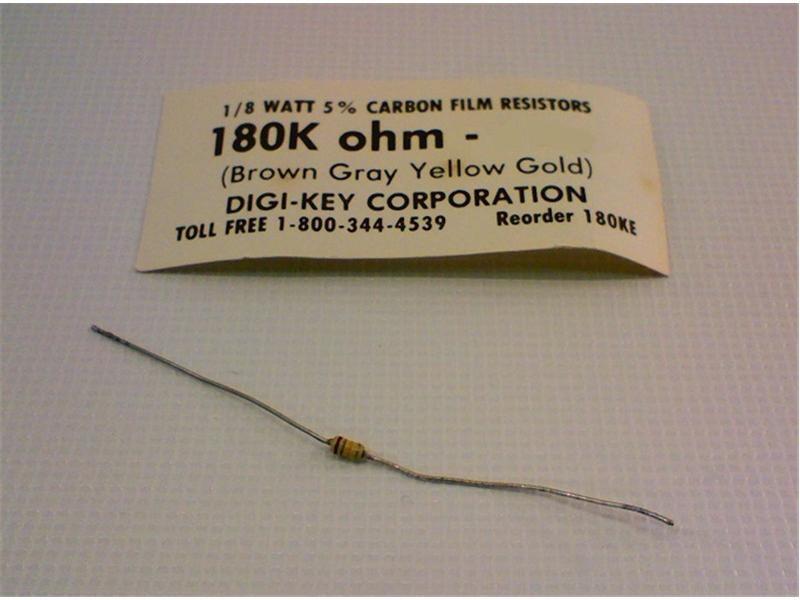 1/8 WATT 5% CARBON FILM RESISTORS
180K ohm -
(Brown Gray Yellow Gold)
DIGI-KEY CORPORATION
TOLL FREE 1-800-344-4539 Reorder 180KE